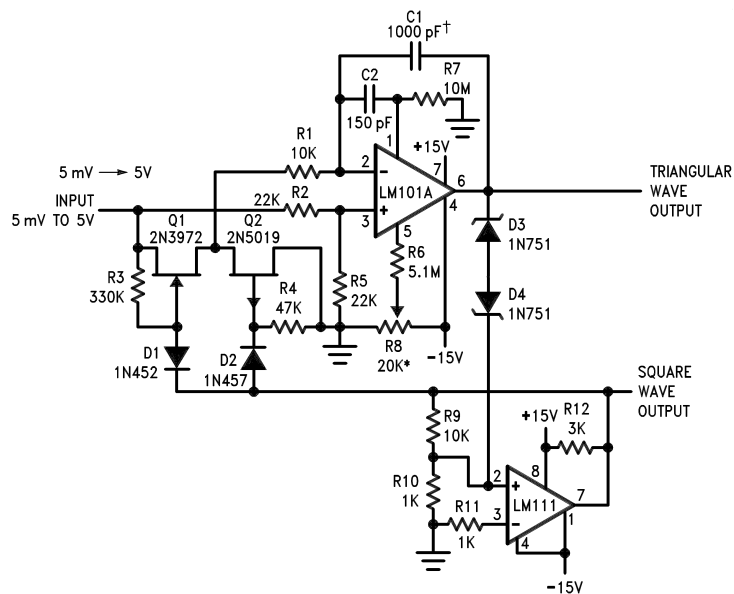 C1
1000 pF†
C2
150 pF
R7
10M
1
+15V
R1
10K
2
7
6
LM101A
5 mV → 5V
INPUT
5 mV TO 5V
22K
R2
3
4
5
TRIANGULAR
WAVE
OUTPUT
Q1
2N3972
Q2
2N5019
R6
5.1M
D3
1N751
R3
330K
R4
47K
R5
22K
D4
1N751
R8
20K*
-15V
D1
1N452
D2
1N457
SQUARE
WAVE
OUTPUT
R9
10K
+15V
R12
3K
R10
1K
2
8
LM111
7
R11
1K
3
4
1
-15V